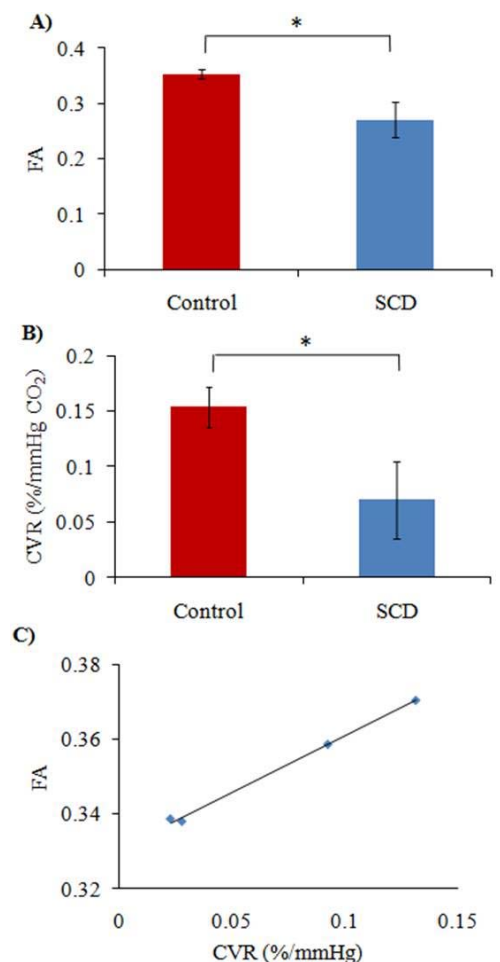 A)
*
0.4
0.3
0.2
0.1
0
FA
Control SCD
B)
*
0.2
0.15
0.1
0.05
0
CVR (%/mmHg CO₂)
Control SCD
C)
0.38
0.36
0.34
0.32
FA
0 0.05 0.1 0.15
CVR (%/mmHg)